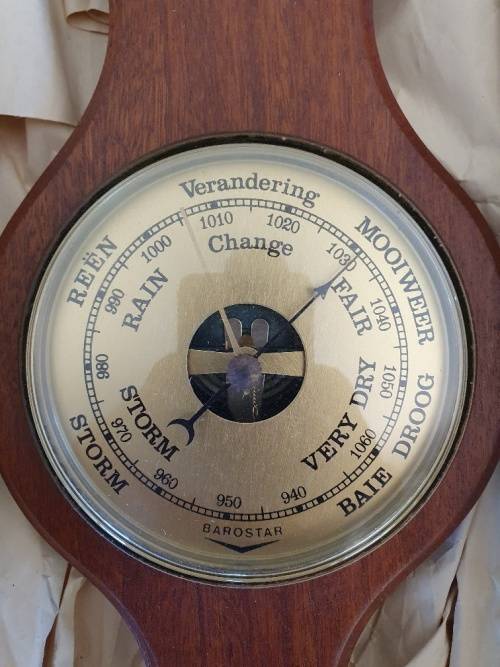 Verandering
Change
REËN
RAIN
STORM
STORM
MOOIWEER
FAIR
BAIE DROOG
VERY DRY
940
950
960
970
980
990
1000
1010
1020
1030
1040
1050
1060
BAROSTAR